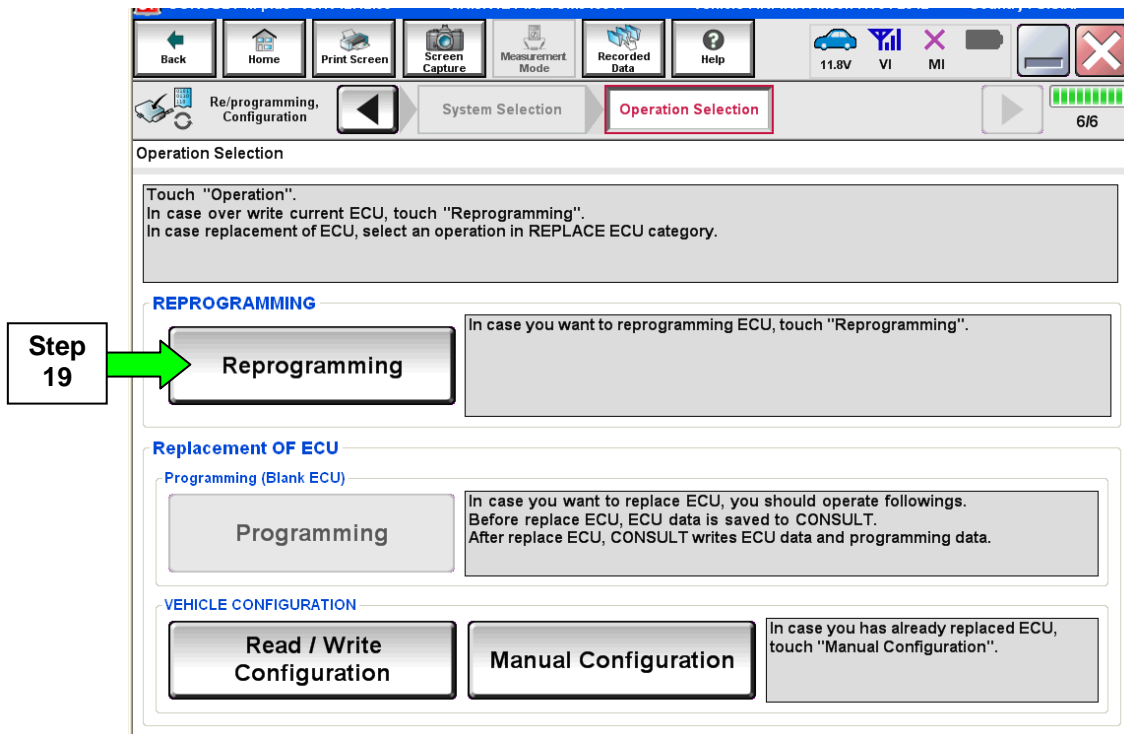 Back
Home
Print Screen
Screen
Capture
Measurement
Mode
Recorded
Data
Help
11.8V
VI
MI
Re/programming,
Configuration
System Selection
Operation Selection
6/6
Operation Selection
Touch "Operation".
In case over write current ECU, touch "Reprogramming".
In case replacement of ECU, select an operation in REPLACE ECU category.
REPROGRAMMING
Step
19
Reprogramming
In case you want to reprogramming ECU, touch "Reprogramming".
Replacement OF ECU
Programming (Blank ECU)
Programming
In case you want to replace ECU, you should operate followings.
Before replace ECU, ECU data is saved to CONSULT.
After replace ECU, CONSULT writes ECU data and programming data.
VEHICLE CONFIGURATION
Read / Write
Configuration
Manual Configuration
In case you has already replaced ECU,
touch "Manual Configuration".